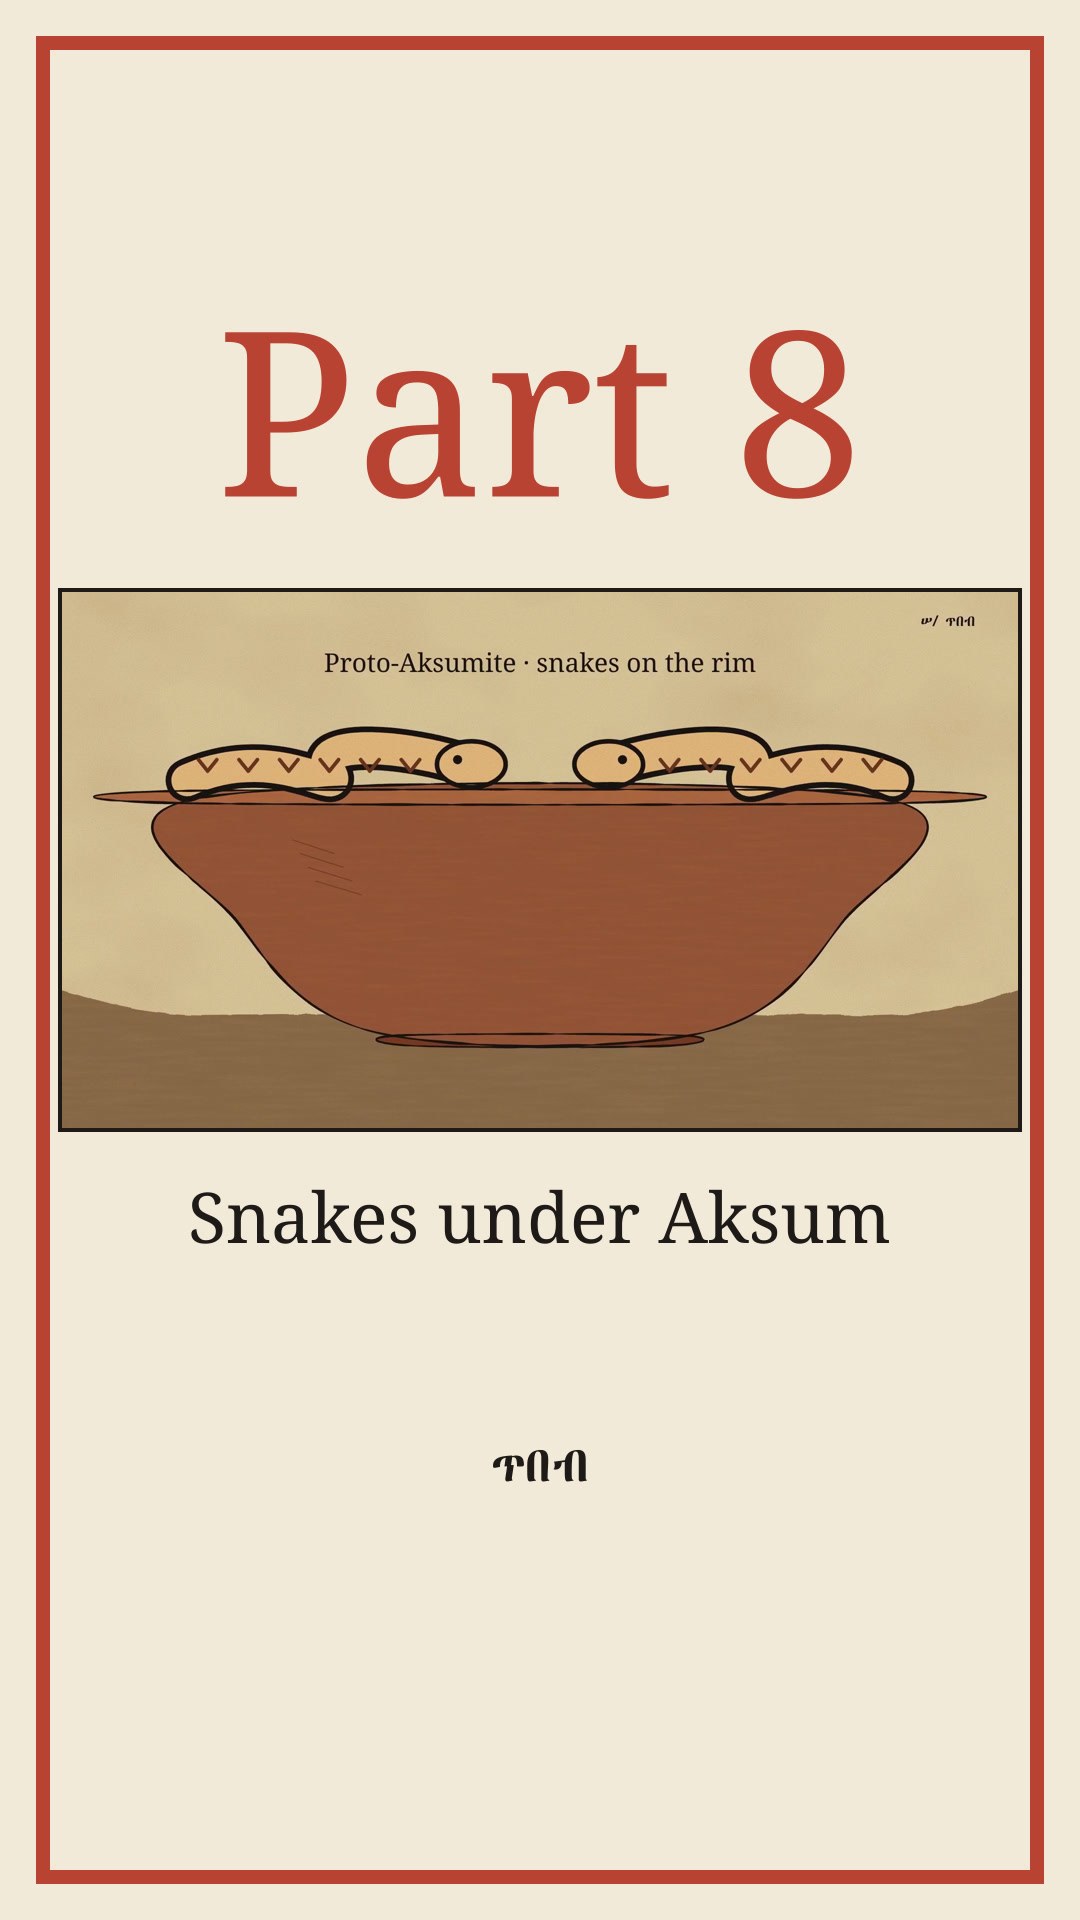 Part 8
ሠ/ ጥበብ
Proto-Aksumite · snakes on the rim
Snakes under Aksum
ጥበብ